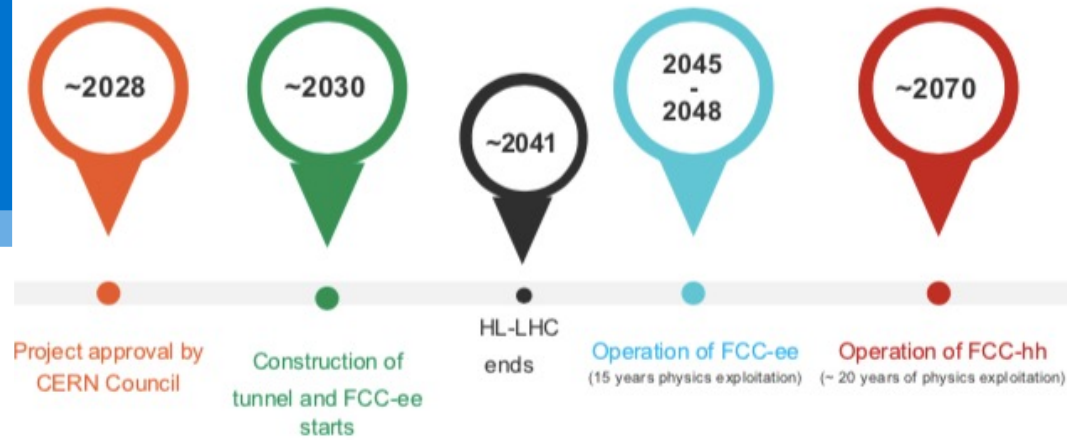 ~2028
~2030
~2041
2045
-
2048
~2070
Project approval by
CERN Council
Construction of
tunnel and FCC-ee
starts
HL-LHC
ends
Operation of FCC-ee
(15 years physics exploitation)
Operation of FCC-hh
(~ 20 years of physics exploitation)